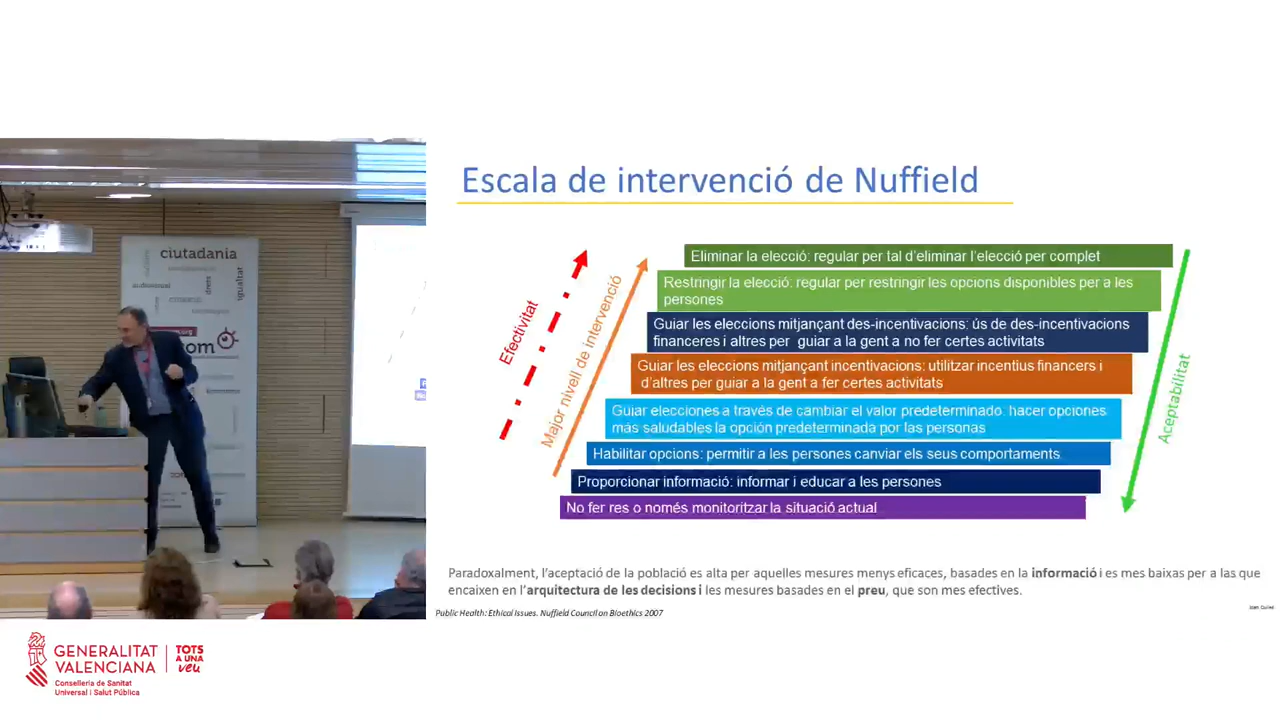 Escala de intervenció de Nuffield
Efectivitat
Major nivell de intervenció
Eliminar la elecció: regular per tal d'eliminar l'elecció per complet
Restringir la elecció: regular per restringir les opcions disponibles per a les
persones
Guiar les eleccions mitjançant des-incentivacions: ús de des-incentivacions
financeres i altres per guiar a la gent a no fer certes activitats
Guiar les eleccions mitjançant incentivacions: utilitzar incentius financers i
d'altres per guiar a la gent a fer certes activitats
Guiar elecciones a través de cambiar el valor predeterminado: hacer opciones
más saludables la opción predeterminada por las personas
Habilitar opcions: permitir a les persones canviar els seus comportaments
Proporcionar informació: informar i educar a les persones
No fer res o només monitoritzar la situació actual
Aceptabilitat
Paradoxalment, l'aceptació de la població es alta per aquelles mesures menys eficaces, basades en la informació i es mes baixas per a las que
encaixen en l'arquitectura de les decisions i les mesures basades en el preu, que son mes efectives.
Public Health: Ethical Issues. Nuffield Council on Bioethics 2007
ciutadania
audiovisual
drets
igualtat
GENERALITAT
VALENCIANA
Conselleria de Sanitat
Universal i Salut Pública
TOTS
A UNA
veu